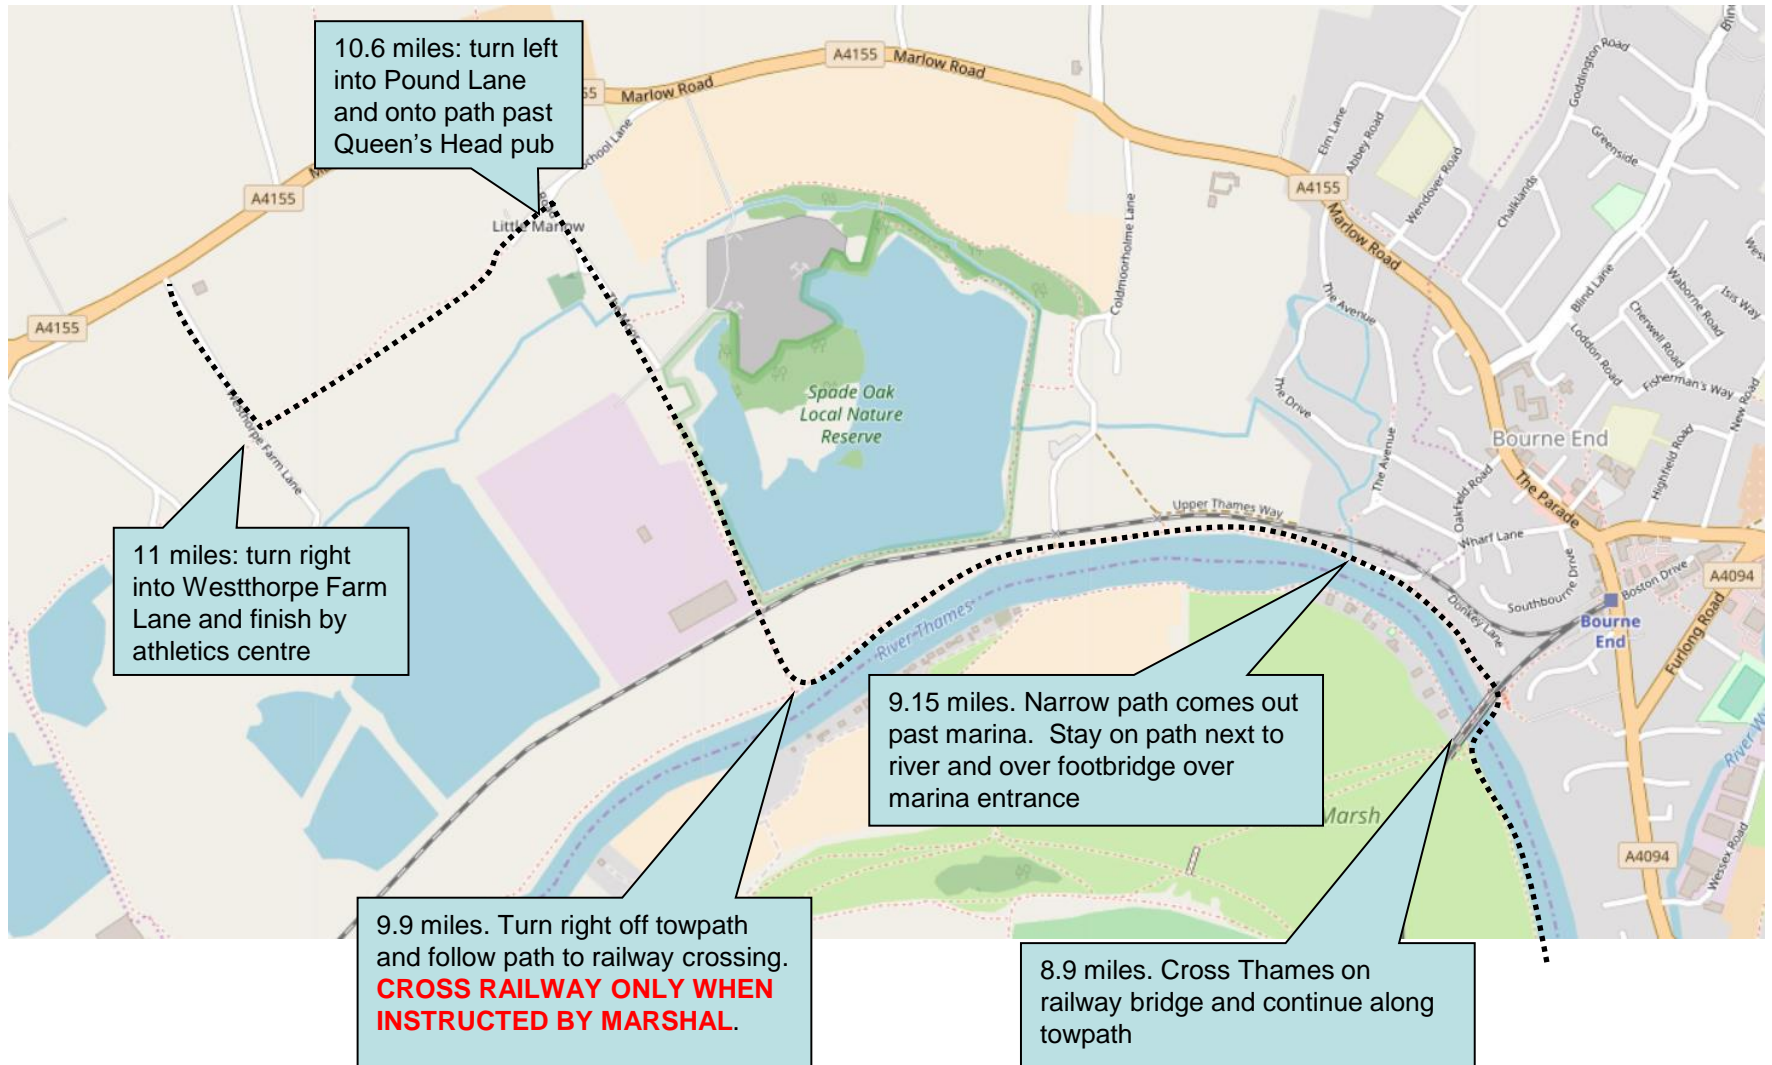 10.6 miles: turn left
into Pound Lane
and onto path past
Queen's Head pub
A4155
Marlow Road
55
Marlow Road
A4155
School Lane
Little Marlow
A4155
Coldmoorholme Lane
Elm Lane
Abbey Road
Wendover Road
A4155
Marlow Road
Goddington Road
Greenside
Chalklands
Blind Lane
Waborne Road
Isis Way
Cherwell Road
Loddon Road
Fisherman's Way
New Road
Highfield Road
The Avenue
The Drive
The Avenue
Oakfield Road
Bourne End
The Parade
Spade Oak
Local Nature
Reserve
Westhorpe Farm Lane
Upper Thames Way
Wharf Lane
Southbourne Drive
Donkey Lane
Boston Drive
A4094
Bourne
End
Furlong Road
River Thames
11 miles: turn right
into Westthorpe Farm
Lane and finish by
athletics centre
9.15 miles. Narrow path comes out
past marina. Stay on path next to
river and over footbridge over
marina entrance
Marsh
A4094
Wessex Road
9.9 miles. Turn right off towpath
and follow path to railway crossing.
CROSS RAILWAY ONLY WHEN
INSTRUCTED BY MARSHAL.
8.9 miles. Cross Thames on
railway bridge and continue along
towpath